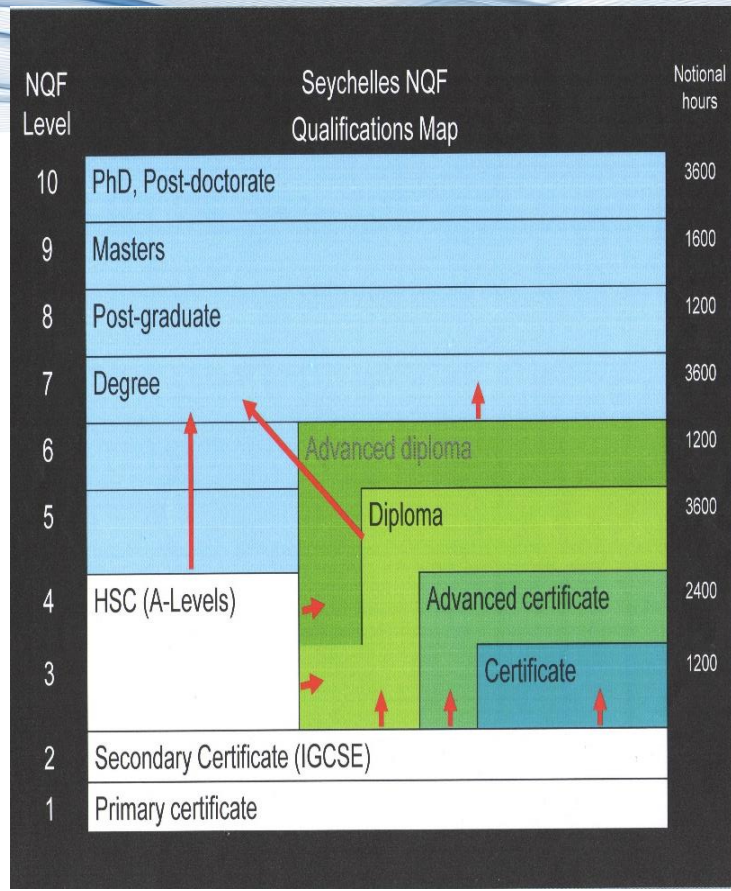 NQF Level
Seychelles NQF
Qualifications Map
Notional hours
10 PhD, Post-doctorate 3600
9 Masters 1600
8 Post-graduate 1200
7 Degree 3600
6 Advanced diploma 1200
5 Diploma 3600
4 HSC (A-Levels) Advanced certificate 2400
3 Certificate 1200
2 Secondary Certificate (IGCSE)
1 Primary certificate